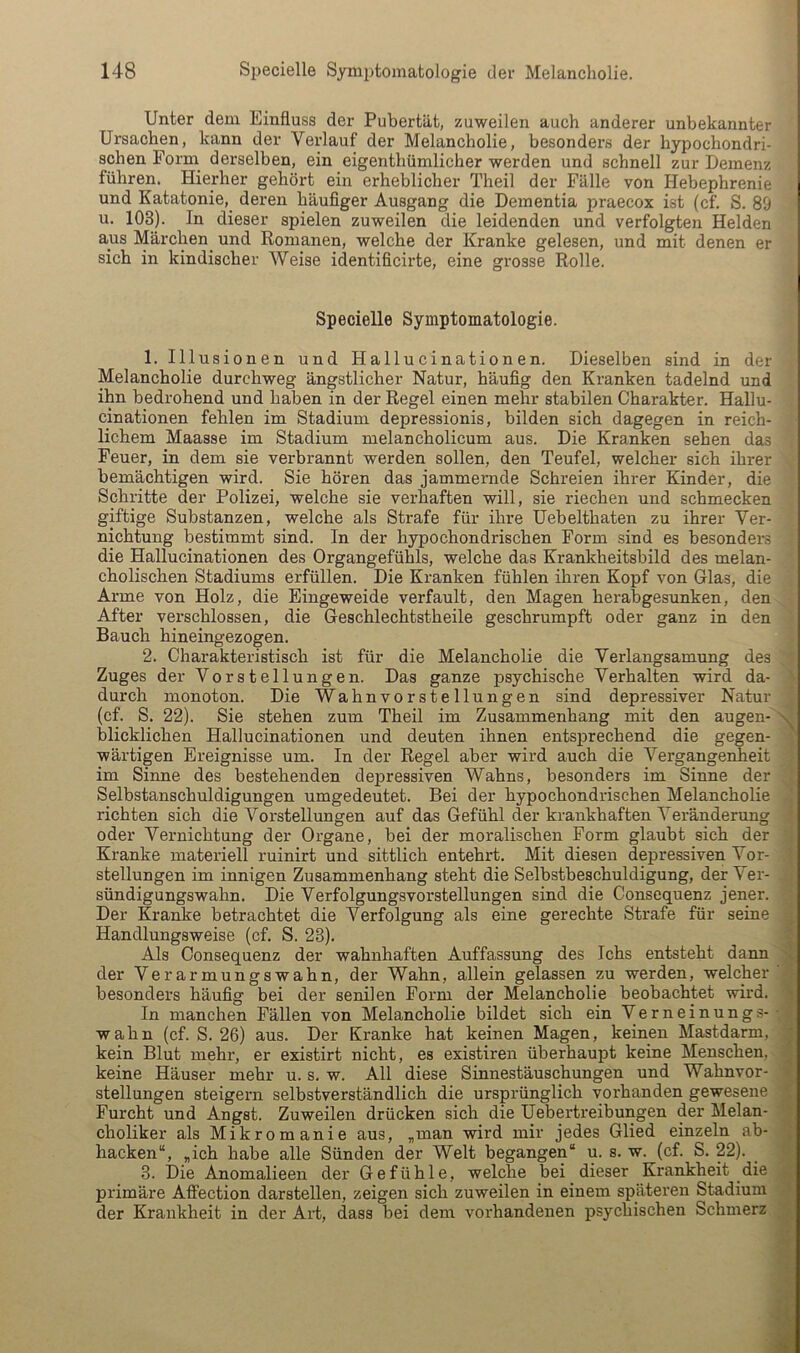 148 Specielle Symptomatologie der Melancholie.
Unter dem Einfluss der Pubertät, zuweilen auch anderer unbekannter
Ursachen, kann der Verlauf der Melancholie, besonders der hypochondri-
schen Form derselben, ein eigenthümlicher werden und schnell zur Demenz
führen. Hierher gehört ein erheblicher Theil der Fälle von Hebephrenie
und Katatonie, deren häufiger Ausgang die Dementia praecox ist (cf. S. 89
u. 103). In dieser spielen zuweilen die leidenden und verfolgten Helden
aus Märchen und Romanen, welche der Kranke gelesen, und mit denen er
sich in kindischer Weise identificirte, eine grosse Rolle.
Specielle Symptomatologie.
1. Illusionen und Hallucinationen. Dieselben sind in der
Melancholie durchweg ängstlicher Natur, häufig den Kranken tadelnd und
ihn bedrohend und haben in der Regel einen mehr stabilen Charakter. Hallu-
cinationen fehlen im Stadium depressionis, bilden sich dagegen in reich-
lichem Maasse im Stadium melancholicum aus. Die Kranken sehen das
Feuer, in dem sie verbrannt werden sollen, den Teufel, welcher sich ihrer
bemächtigen wird. Sie hören das jammernde Schreien ihrer Kinder, die
Schritte der Polizei, welche sie verhaften will, sie riechen und schmecken
giftige Substanzen, welche als Strafe für ihre Uebelthaten zu ihrer Ver-
nichtung bestimmt sind. In der hypochondrischen Form sind es besonders
die Hallucinationen des Organgefühls, welche das Krankheitsbild des melan-
cholischen Stadiums erfüllen. Die Kranken fühlen ihren Kopf von Glas, die
Arme von Holz, die Eingeweide verfault, den Magen herabgesunken, den
After verschlossen, die Geschlechtstheile geschrumpft oder ganz in den
Bauch hineingezogen.
2. Charakteristisch ist für die Melancholie die Verlangsamung des
Zuges der Vorstellungen. Das ganze psychische Verhalten wird da-
durch monoton. Die Wahnvorstellungen sind depressiver Natur
(cf. S. 22). Sie stehen zum Theil im Zusammenhang mit den augen-
blicklichen Hallucinationen und deuten ihnen entsprechend die gegen-
wärtigen Ereignisse um. In der Regel aber wird auch die Vergangenheit
im Sinne des bestehenden depressiven Wahns, besonders im Sinne der
Selbstanschuldigungen umgedeutet. Bei der hypochondrischen Melancholie
richten sich die Vorstellungen auf das Gefühl der krankhaften Veränderung
oder Vernichtung der Organe, bei der moralischen Form glaubt sich der
Kranke materiell ruinirt und sittlich entehrt. Mit diesen depressiven Vor-
stellungen im innigen Zusammenhang steht die Selbstbeschuldigung, der Ver-
sündigungswahn. Die Verfolgungsvorstellungen sind die Consequenz jener.
Der Kranke betrachtet die Verfolgung als eine gerechte Strafe für seine
Handlungsweise (cf. S. 23).
Als Consequenz der wahnhaften Auffassung des Ichs entsteht dann
der Verarmungswahn, der Wahn, allein gelassen zu werden, welcher
besonders häufig bei der senilen Form der Melancholie beobachtet wird.
In manchen Fällen von Melancholie bildet sich ein Verneinungs-
wahn (cf. S. 26) aus. Der Kranke hat keinen Magen, keinen Mastdarm,
kein Blut mehr, er existirt nicht, es existiren überhaupt keine Menschen,
keine Häuser mehr u. s. w. All diese Sinnestäuschungen und Wahnvor-
stellungen steigern selbstverständlich die ursprünglich vorhanden gewesene
Furcht und Angst. Zuweilen drücken sich die Uebertreibungen der Melan-
choliker als Mikromanie aus, „man wird mir jedes Glied einzeln ab-
hacken“, „ich habe alle Sünden der Welt begangen“ u. s. w. (cf. S. 22).
3. Die Anomalieen der Gefühle, welche bei dieser Krankheit die
primäre Affection darstellen, zeigen sich zuweilen in einem späteren Stadium
der Krankheit in der Art, dass bei dem vorhandenen psychischen Schmerz